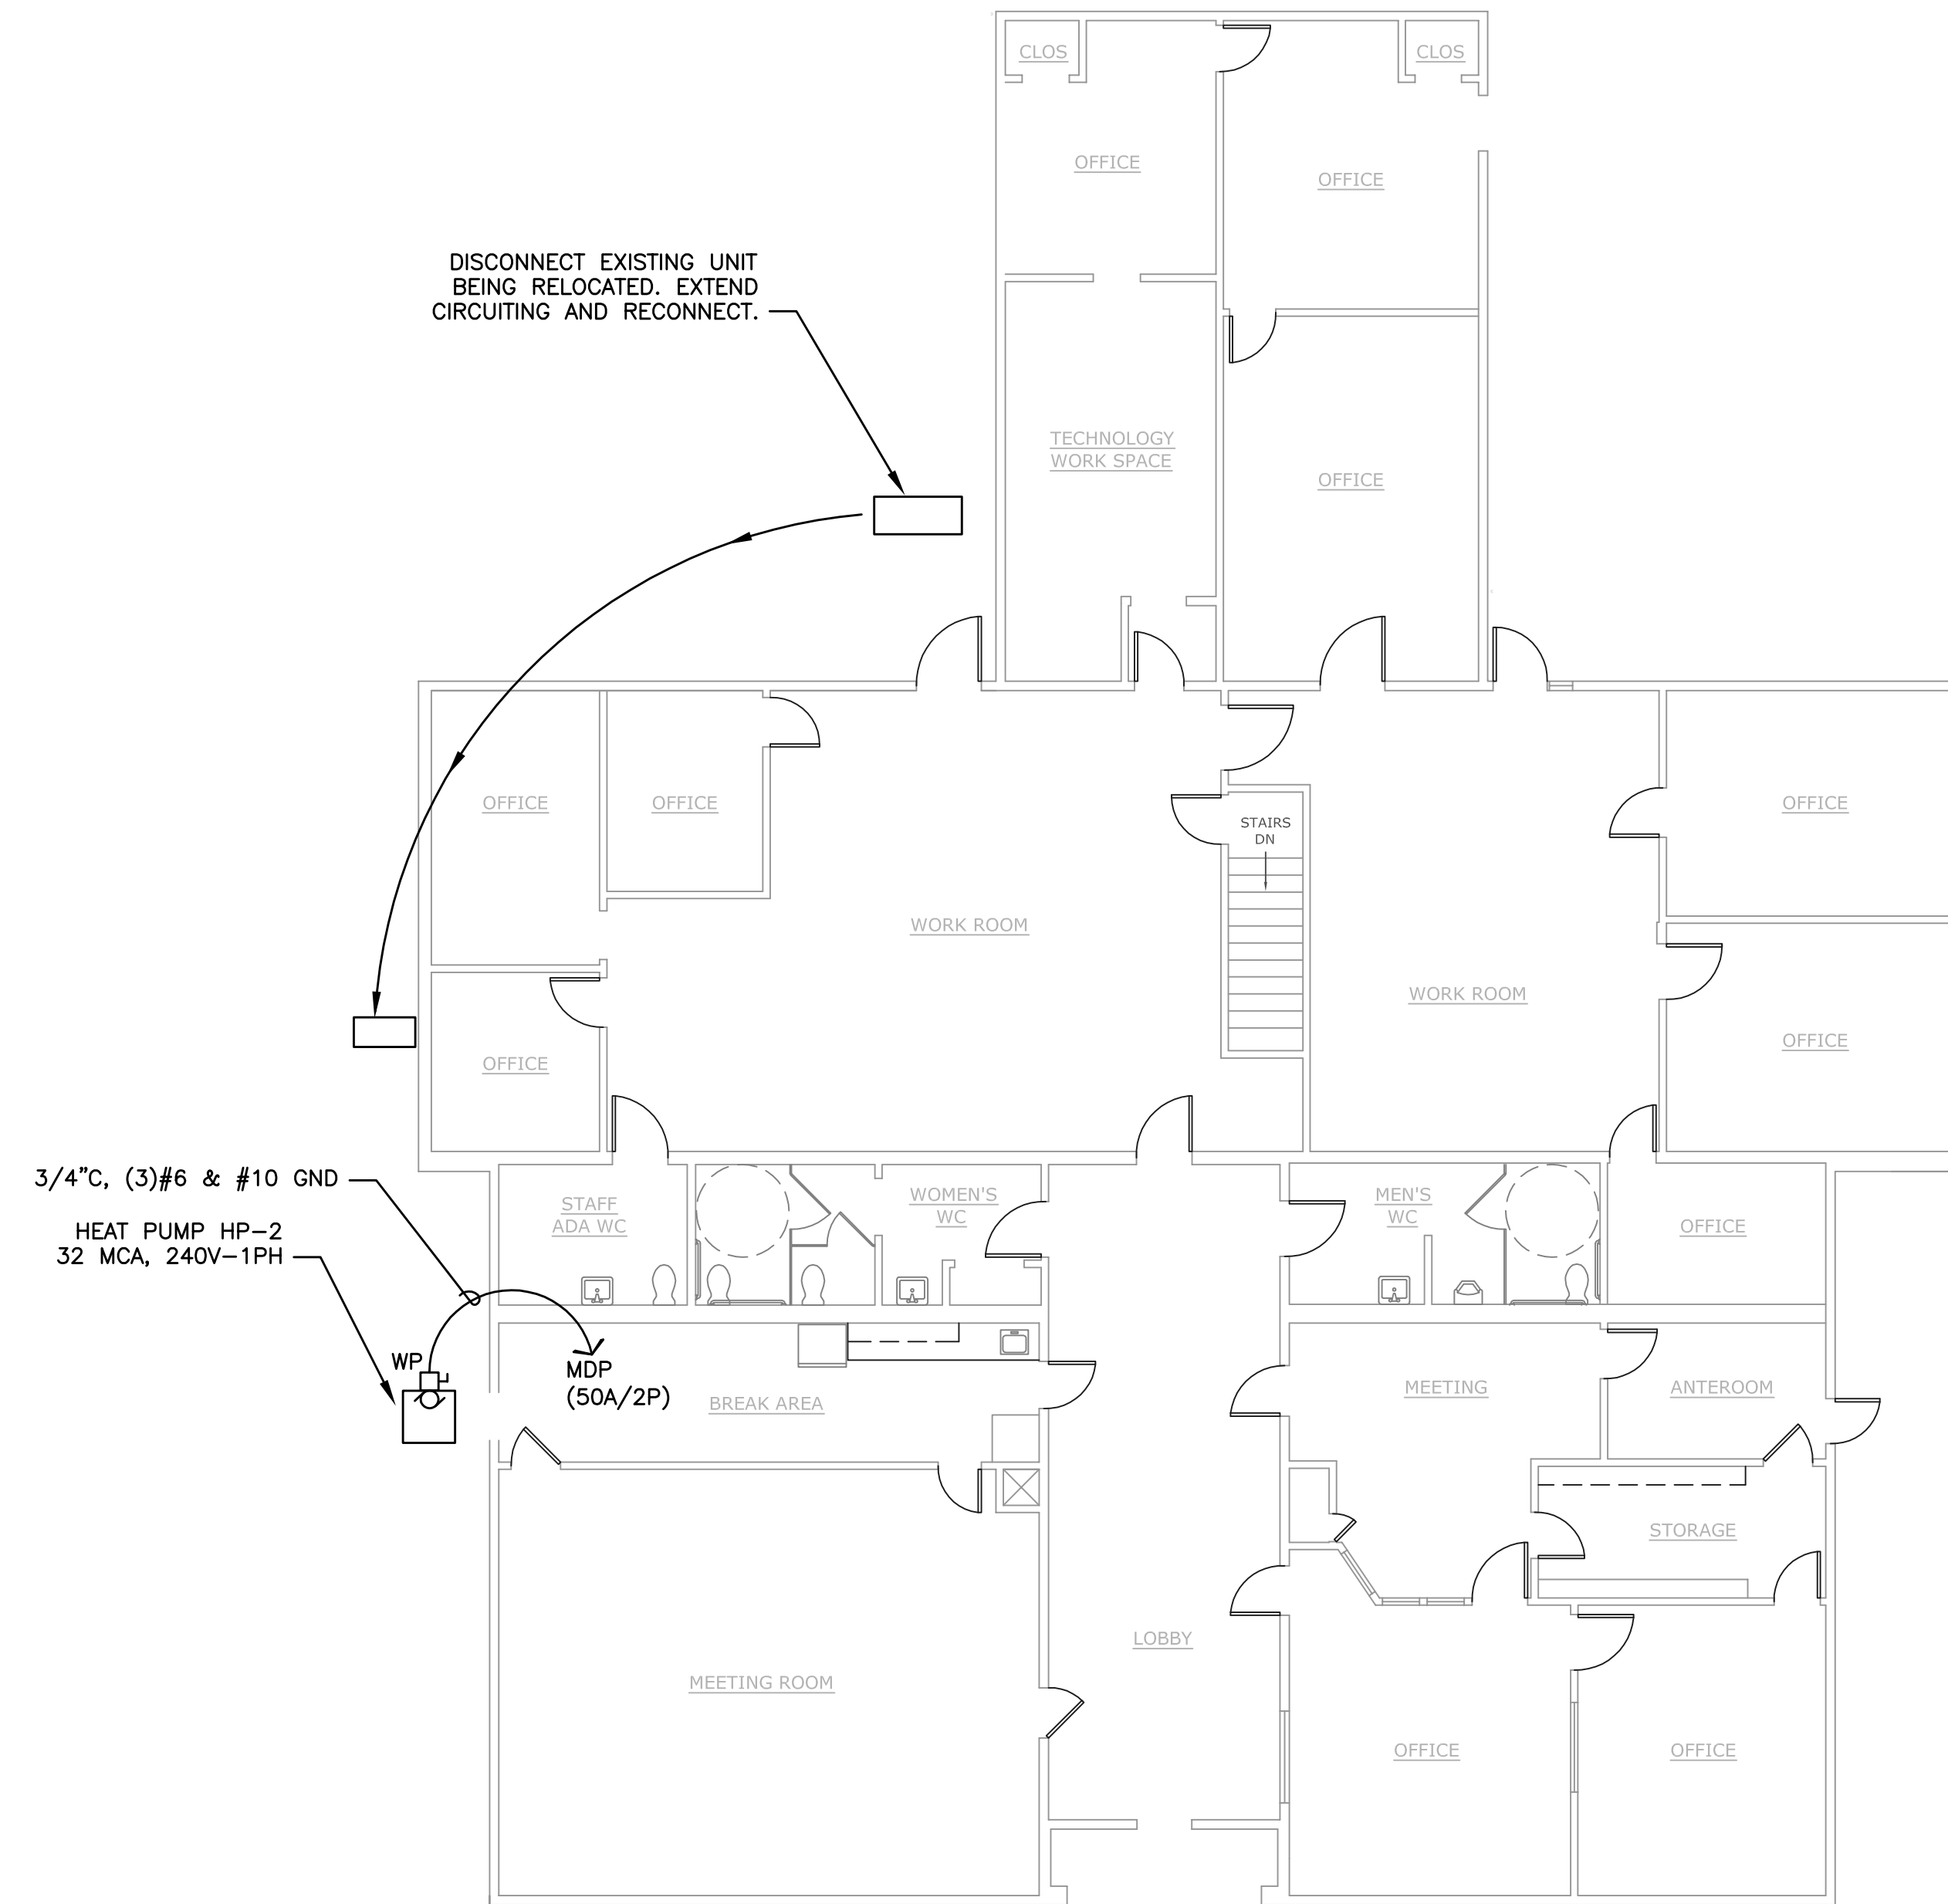 CLOS
CLOS
OFFICE
OFFICE
DISCONNECT EXISTING UNIT
BEING RELOCATED. EXTEND
CIRCUITING AND RECONNECT.
TECHNOLOGY
WORK SPACE
OFFICE
OFFICE
OFFICE
STAIRS
DN
OFFICE
WORK ROOM
WORK ROOM
OFFICE
OFFICE
3/4"C, (3)#6 & #10 GND
HEAT PUMP HP-2
32 MCA, 240V-1PH
STAFF
ADA WC
WOMEN'S
WC
MEN'S
WC
OFFICE
WP
MDP
(50A/2P)
BREAK AREA
MEETING
ANTEROOM
STORAGE
LOBBY
MEETING ROOM
OFFICE
OFFICE